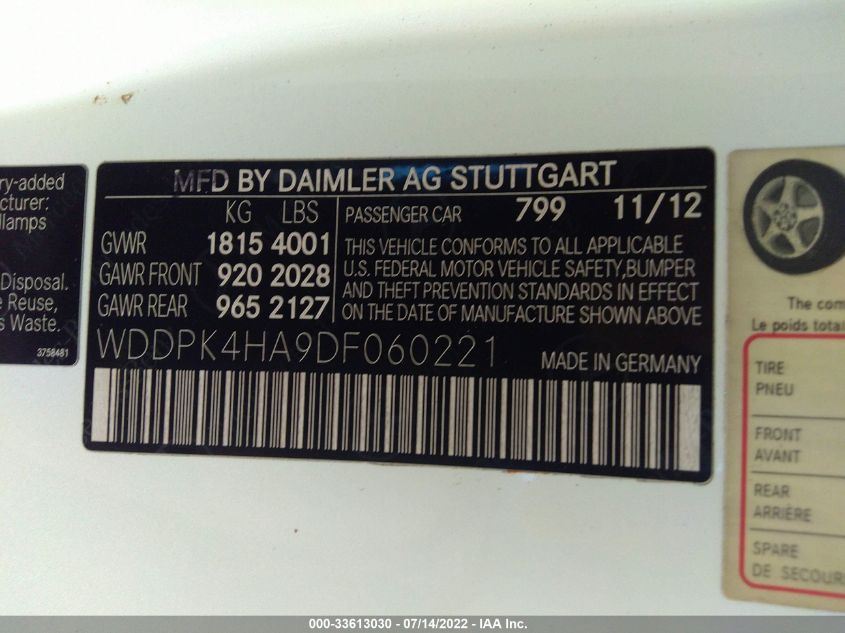 ry-added
cturer:
dlamps
Disposal.
e Reuse,
s Waste.
3758481
MFD BY DAIMLER AG STUTTGART
KG LBS
GVWR 1815 4001
GAWR FRONT 920 2028
GAWR REAR 965 2127
PASSENGER CAR 799 11/12
THIS VEHICLE CONFORMS TO ALL APPLICABLE
U.S. FEDERAL MOTOR VEHICLE SAFETY,BUMPER
AND THEFT PREVENTION STANDARDS IN EFFECT
ON THE DATE OF MANUFACTURE SHOWN ABOVE
WDDPK4HA9DF060221
MADE IN GERMANY
The com
Le poids total
TIRE
PNEU
FRONT
AVANT
REAR
ARRIÈRE
SPARE
DE SECOUR
000-33613030 - 07/14/2022 - IAA Inc.